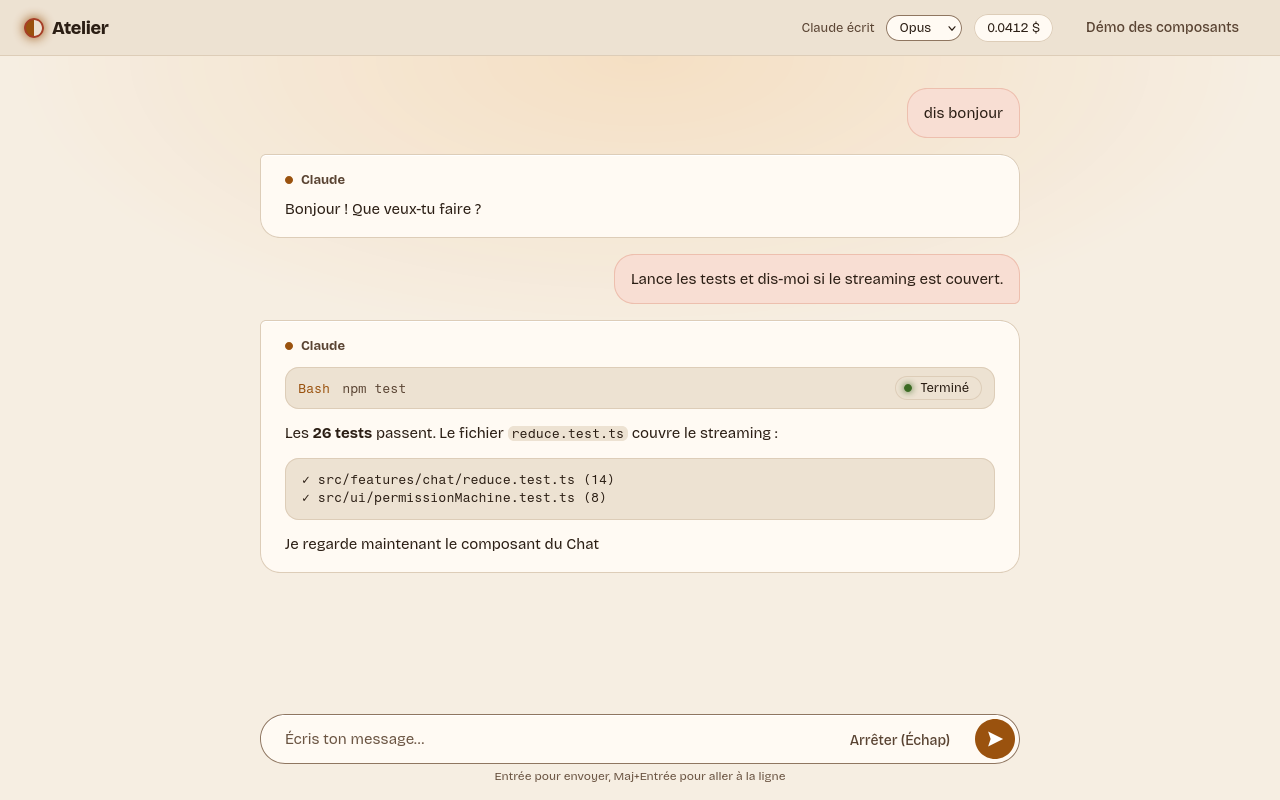 Atelier
Claude écrit
Opus
0.0412 $
Démo des composants
dis bonjour
Claude
Bonjour ! Que veux-tu faire ?
Lance les tests et dis-moi si le streaming est couvert.
Claude
Bash npm test
Terminé
Les 26 tests passent. Le fichier reduce.test.ts couvre le streaming :
✓ src/features/chat/reduce.test.ts (14)
✓ src/ui/permissionMachine.test.ts (8)
Je regarde maintenant le composant du Chat
Écris ton message...
Arrêter (Échap)
Entrée pour envoyer, Maj+Entrée pour aller à la ligne